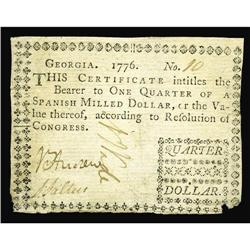 GEORGIA. 1776. No. 10
THIS CERTIFICATE intitles the
Bearer to ONE QUARTER of
SPANISH MILLED DOLLAR, or the Va-
lue thereof, according to Resolution of
CONGRESS.
QUARTER
DOLLAR.